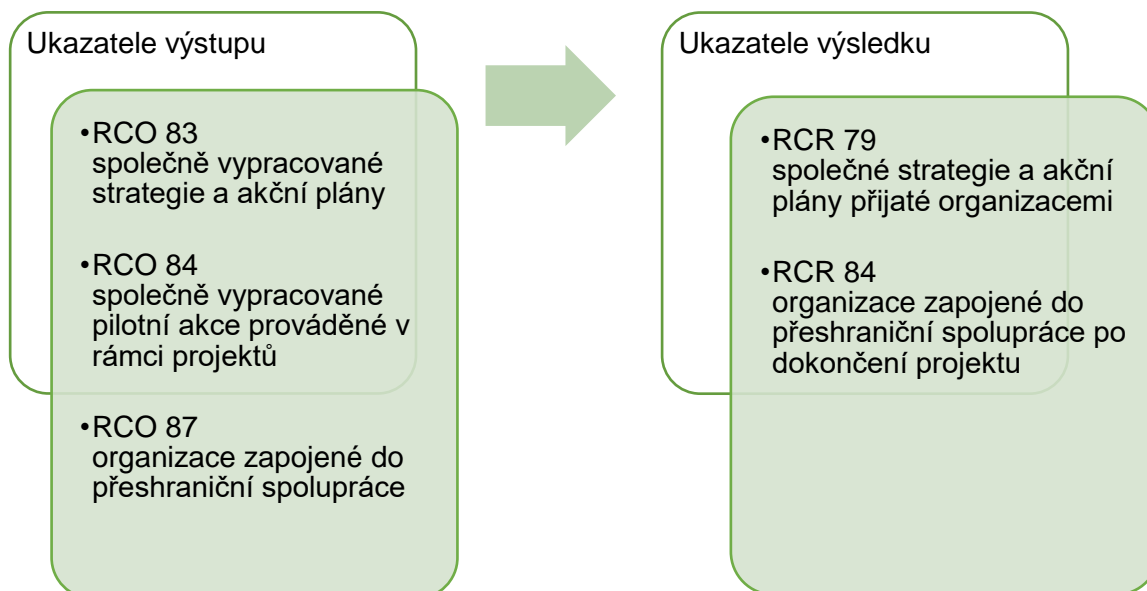 Ukazatele výstupu
•RCO 83
společně vypracované
strategie a akční plány
•RCO 84
společně vypracované
pilotní akce prováděné v
rámci projektů
•RCO 87
organizace zapojené do
přeshraniční spolupráce
Ukazatele výsledku
•RCR 79
společné strategie a akční
plány přijaté organizacemi
•RCR 84
organizace zapojené do
přeshraniční spolupráce po
dokončení projektu